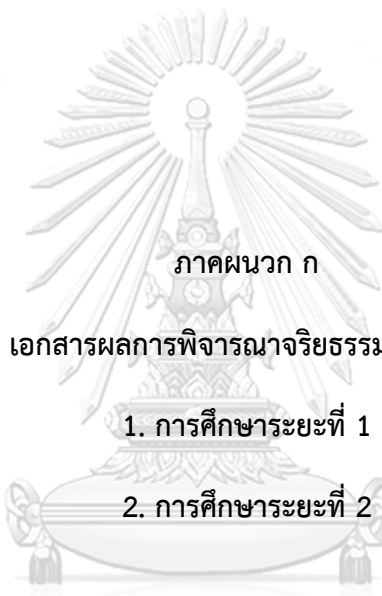 ภาคผนวก ก
เอกสารผลการพิจารณาจริยธรรม
1. การศึกษาระยะที่ 1
2. การศึกษาระยะที่ 2